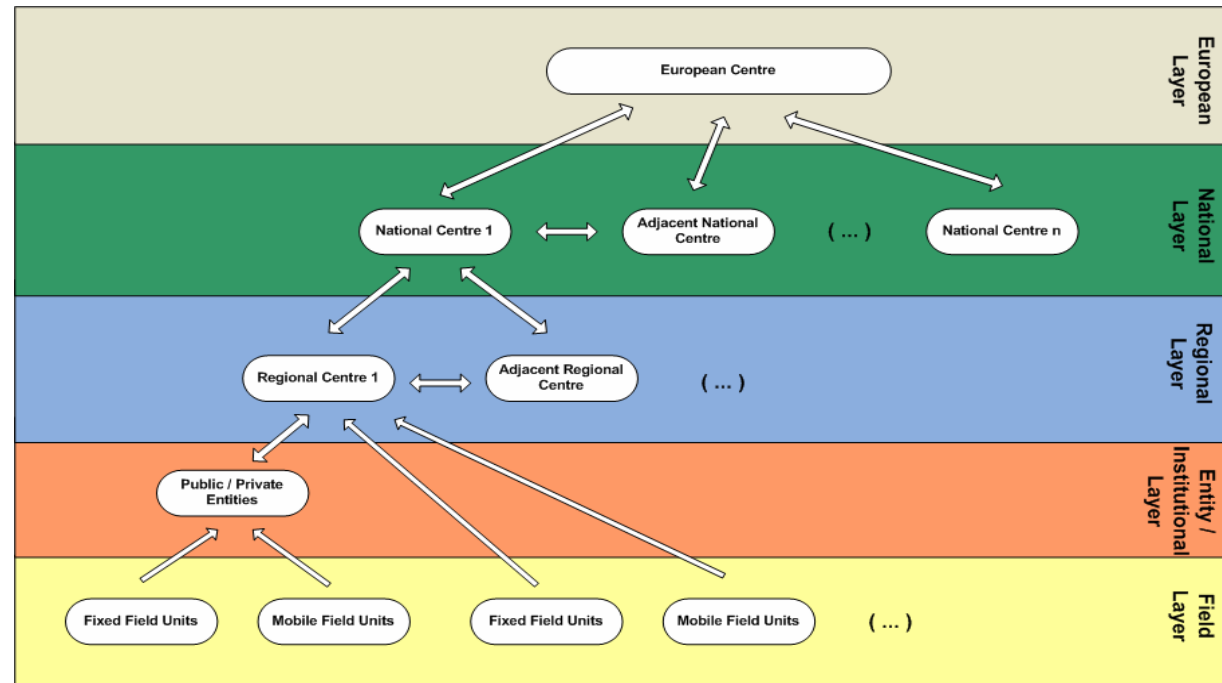 European Centre
European
Layer
National Centre 1
Adjacent National
Centre
( ... )
National Centre n
National
Layer
Regional Centre 1
Adjacent Regional
Centre
( ... )
Regional
Layer
Public / Private
Entities
Entity /
Institutional
Layer
Fixed Field Units
Mobile Field Units
Fixed Field Units
Mobile Field Units
( ... )
Field
Layer